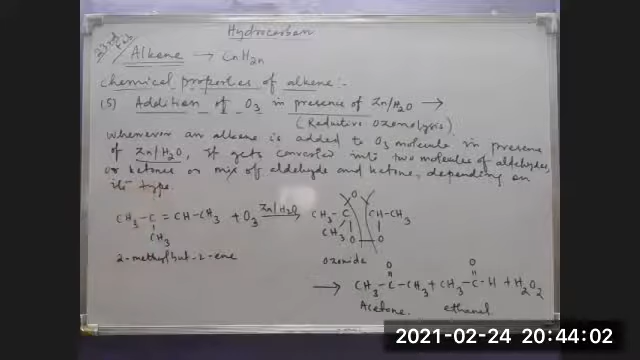 Hydrocarbon
23rd Feb
Alkene → CnH2n
Chemical properties of alkene:-
(5) Addition of O3 in presence of Zn/H2O →
(Reductive Ozonolysis).
Whenever an alkene is added to O3 molecule in presence
of Zn/H2O, it gets converted into two molecules of aldehydes
or ketones or mix of aldehyde and ketone, depending on
its type.
CH3-C=CH-CH3 + O3 Zn/H2O CH3-C CH-CH3
CH3 CH3 O O O
2-methylbut-2-ene ozonide
→ CH3-C-CH3 + CH3-C-H + H2O2
O O
Acetone ethanal
2021-02-24 20:44:02